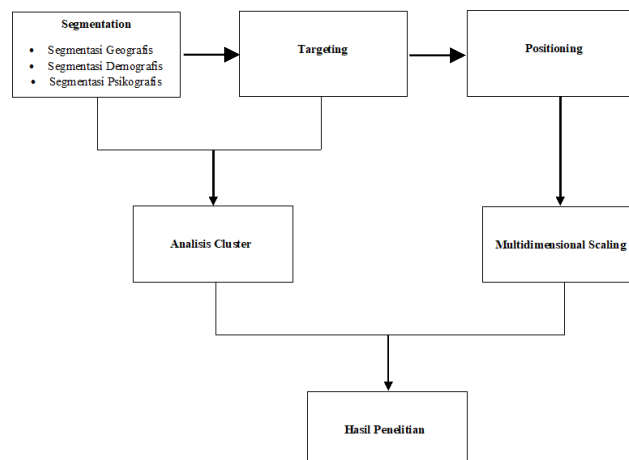 Segmentation
• Segmentasi Geografis
• Segmentasi Demografis
• Segmentasi Psikografis
Targeting
Positioning
Analisis Cluster
Multidimensional Scaling
Hasil Penelitian